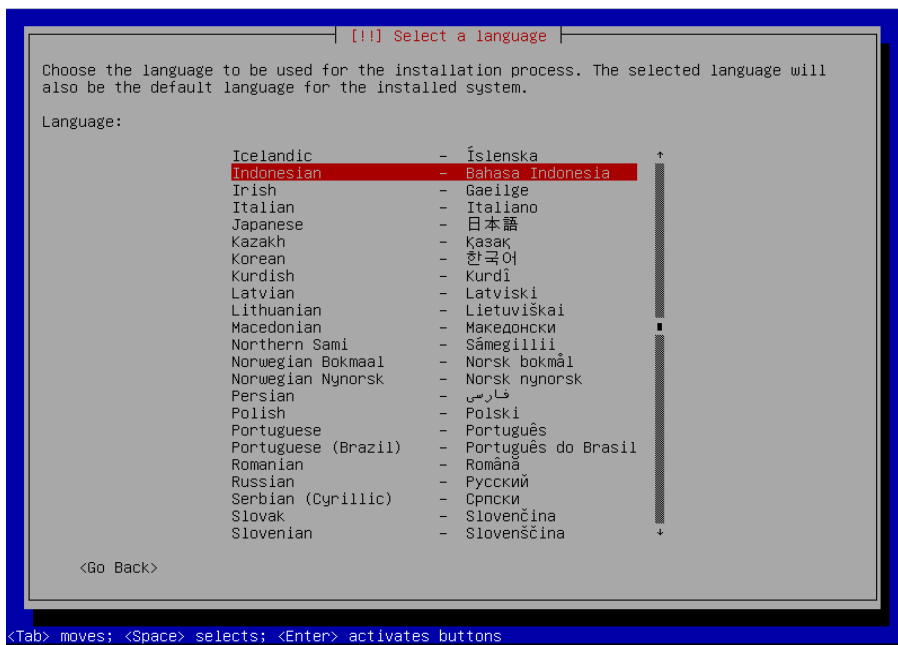 [!!] Select a language
Choose the language to be used for the installation process. The selected language will
also be the default language for the installed system.
Language:
Icelandic - Íslenska
Indonesian - Bahasa Indonesia
Irish - Gaeilge
Italian - Italiano
Japanese - 日本語
Kazakh - Қазақ
Korean - 한국어
Kurdish - Kurdî
Latvian - Latviski
Lithuanian - Lietuviškai
Macedonian - Македонски
Northern Sami - Sámegillii
Norwegian Bokmaal - Norsk bokmål
Norwegian Nynorsk - Norsk nynorsk
Persian - فارسی
Polish - Polski
Portuguese - Português
Portuguese (Brazil) - Português do Brasil
Romanian - Română
Russian - Русский
Serbian (Cyrillic) - Српски
Slovak - Slovenčina
Slovenian - Slovenščina
<Go Back>
<Tab> moves; <Space> selects; <Enter> activates buttons